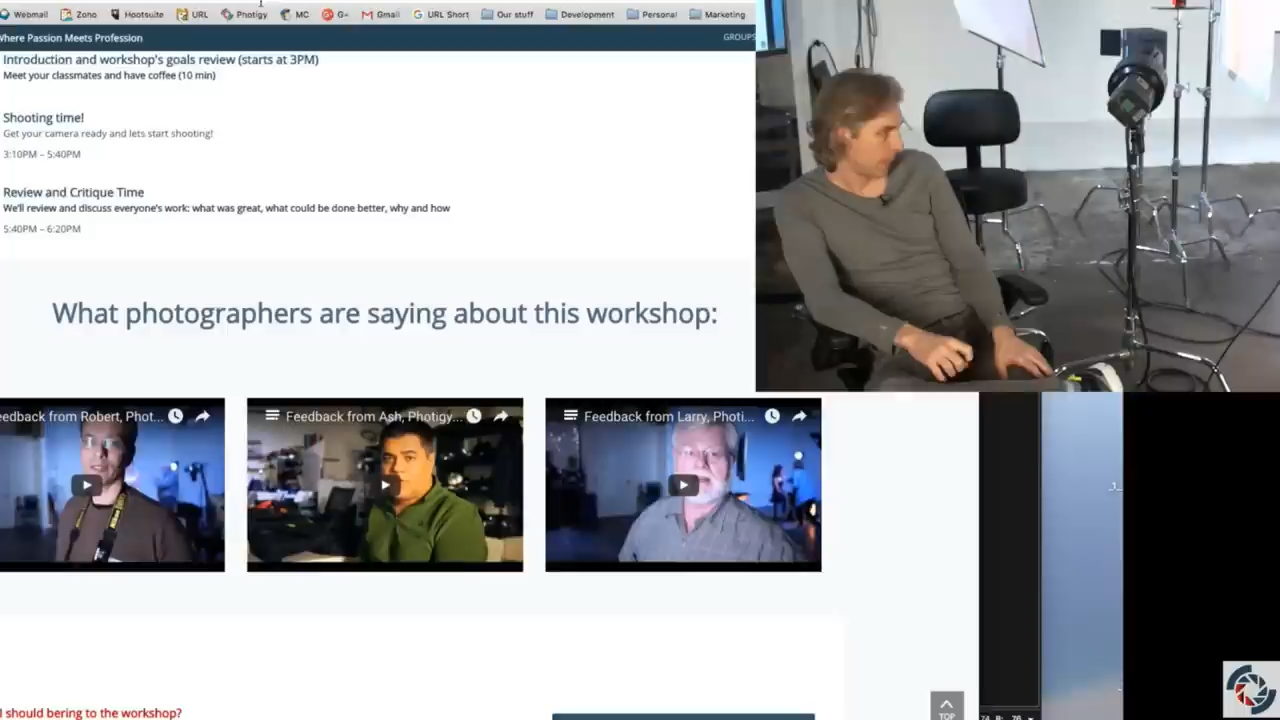 Webmail Zoho Hootsuite URL Photigy MC G+ Gmail URL Short Our stuff Development Personal Marketing
Where Passion Meets Profession
GROUPS
Introduction and workshop's goals review (starts at 3PM)
Meet your classmates and have coffee (10 min)
Shooting time!
Get your camera ready and lets start shooting!
3:10PM – 5:40PM
Review and Critique Time
We'll review and discuss everyone's work: what was great, what could be done better, why and how
5:40PM – 6:20PM
What photographers are saying about this workshop:
eedback from Robert, Phot...
Feedback from Ash, Photigy...
Feedback from Larry, Photi...
I should bering to the workshop?
TOP